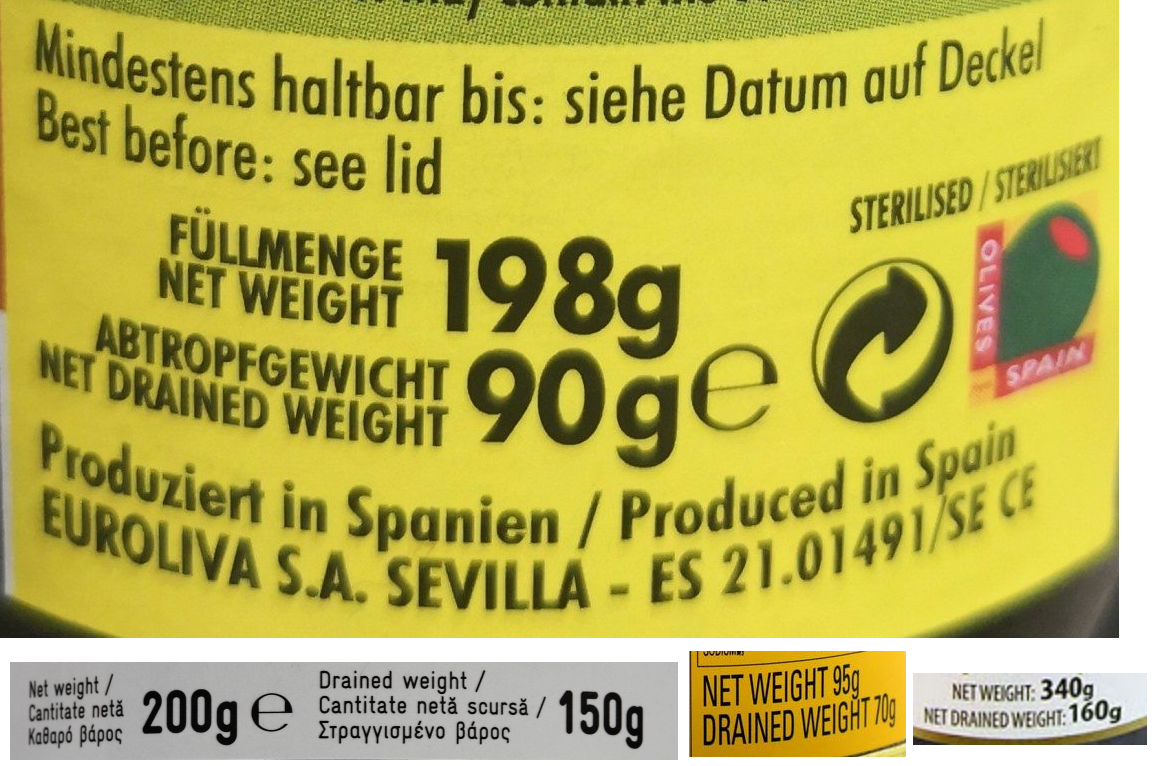 Mindestens haltbar bis: siehe Datum auf Deckel
Best before: see lid
STERILISED / STERILISIERT
FÜLLMENGE
NET WEIGHT 198g
ABTROPFGEWICHT
NET DRAINED WEIGHT 90g e
OLIVES
SPAIN
Produziert in Spanien / Produced in Spain
EUROLIVA S.A. SEVILLA - ES 21.01491/SE CE
Net weight /
Cantitate netă
Καθαρό βάρος
200g e
Drained weight /
Cantitate netă scursă /
Στραγγισμένο βάρος
150g
NET WEIGHT 95g
DRAINED WEIGHT 70g
NET WEIGHT: 340g
NET DRAINED WEIGHT: 160g